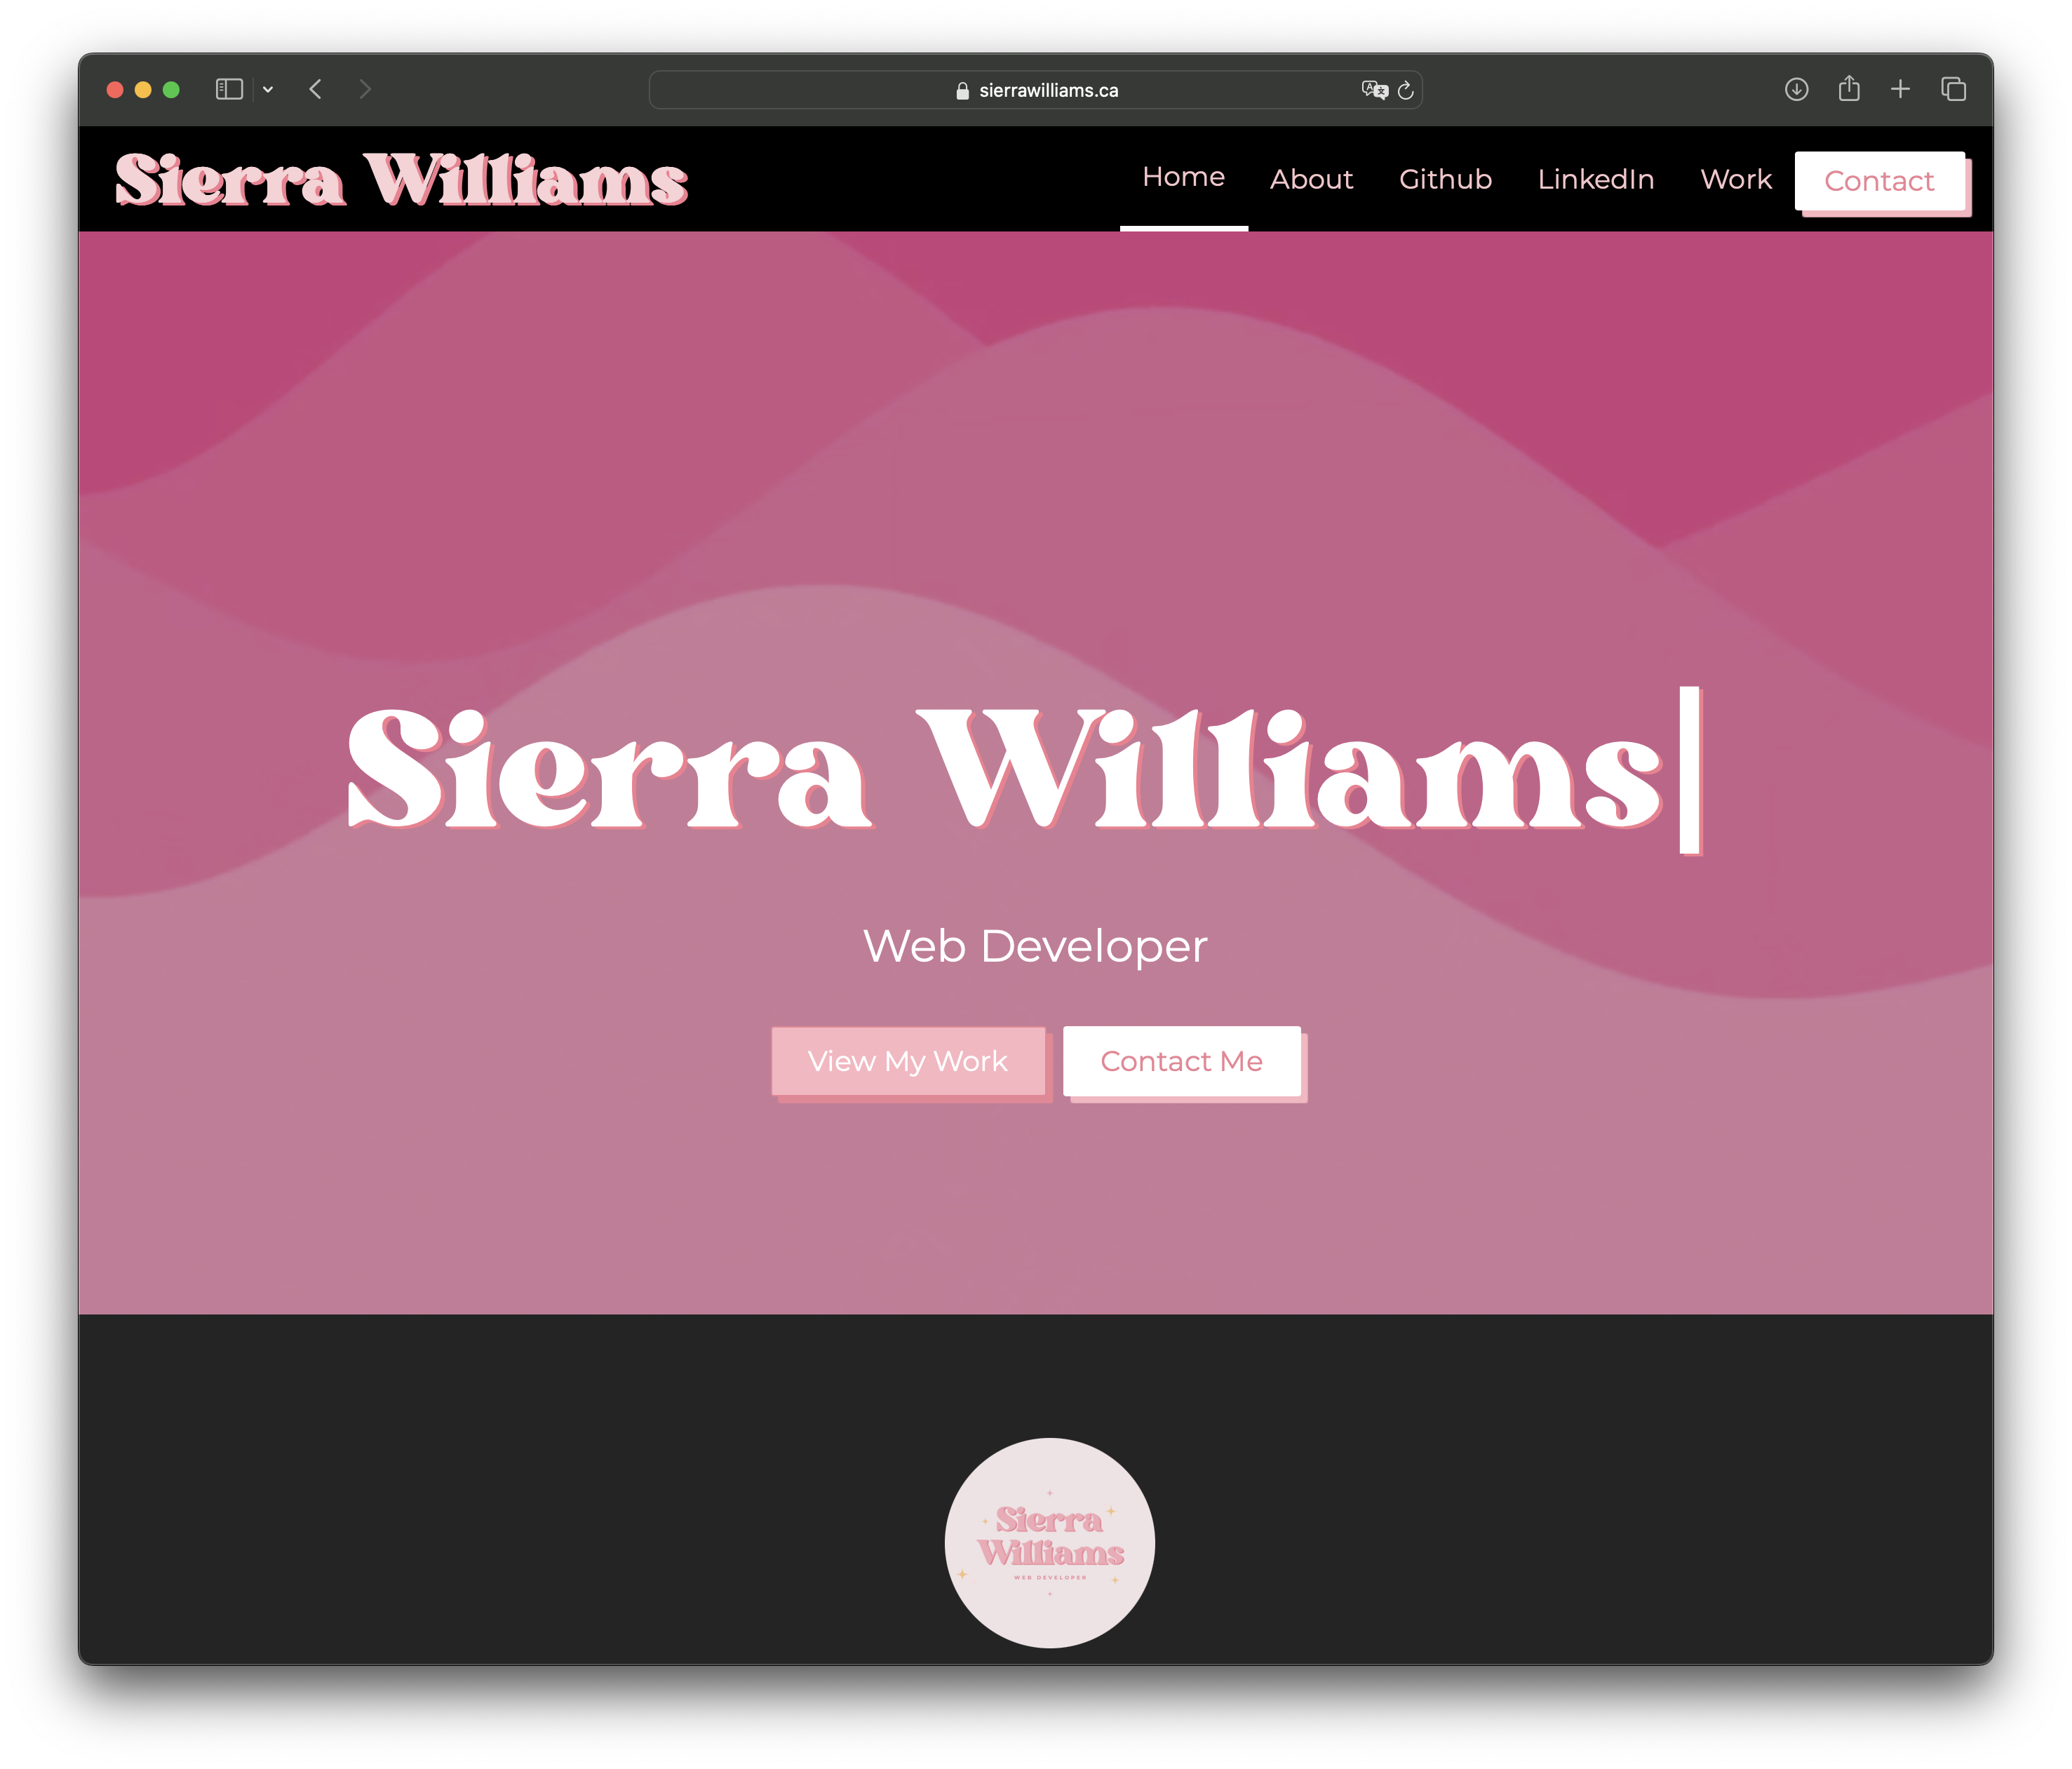 sierrawilliams.ca
Sierra Williams
Home About Github LinkedIn Work Contact
Sierra Williams
Web Developer
View My Work Contact Me
Sierra
Williams
WEB DEVELOPER